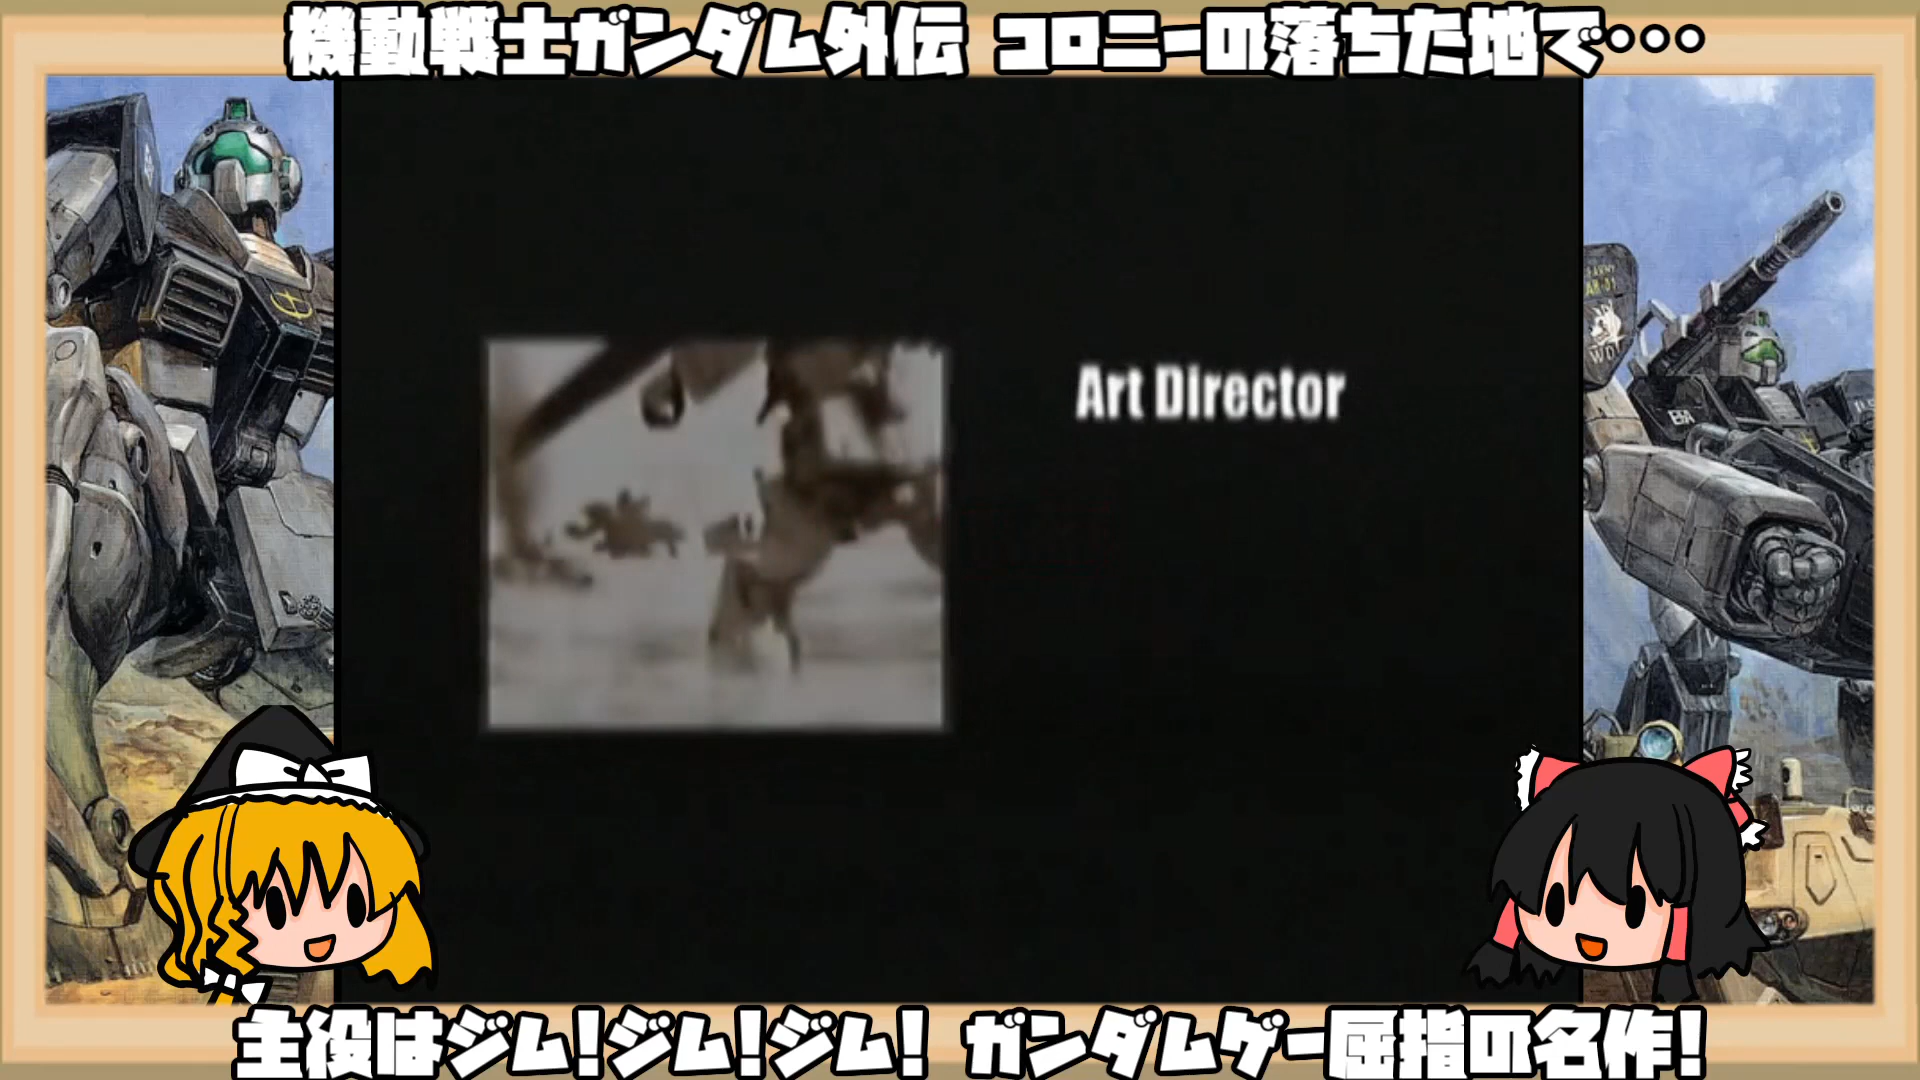 機動戦士ガンダム外伝 コロニーの落ちた地で・・・
Art Director
WD
EFA
主役はジム!ジム!ジム! ガンダムゲー屈指の名作!